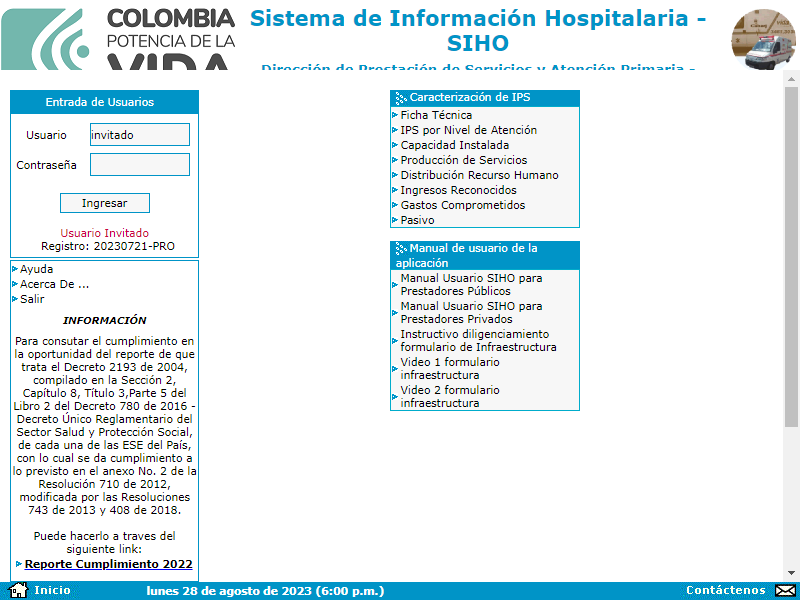 COLOMBIA
POTENCIA DE LA
VIDA
Sistema de Información Hospitalaria -
SIHO
Dirección de Prestación de Servicios y Atención Primaria -
Entrada de Usuarios
Usuario
invitado
Contraseña
Ingresar
Usuario Invitado
Registro: 20230721-PRO
Ayuda
Acerca De ...
Salir
INFORMACIÓN
Para consutar el cumplimiento en
la oportunidad del reporte de que
trata el Decreto 2193 de 2004,
compilado en la Sección 2,
Capítulo 8, Título 3,Parte 5 del
Libro 2 del Decreto 780 de 2016 -
Decreto Único Reglamentario del
Sector Salud y Protección Social,
de cada una de las ESE del País,
con lo cual se da cumplimiento a
lo previsto en el anexo No. 2 de la
Resolución 710 de 2012,
modificada por las Resoluciones
743 de 2013 y 408 de 2018.
Puede hacerlo a traves del
siguiente link:
Reporte Cumplimiento 2022
Caracterización de IPS
Ficha Técnica
IPS por Nivel de Atención
Capacidad Instalada
Producción de Servicios
Distribución Recurso Humano
Ingresos Reconocidos
Gastos Comprometidos
Pasivo
Manual de usuario de la
aplicación
Manual Usuario SIHO para
Prestadores Públicos
Manual Usuario SIHO para
Prestadores Privados
Instructivo diligenciamiento
formulario de Infraestructura
Video 1 formulario
infraestructura
Video 2 formulario
infraestructura
Inicio
lunes 28 de agosto de 2023 (6:00 p.m.)
Contáctenos